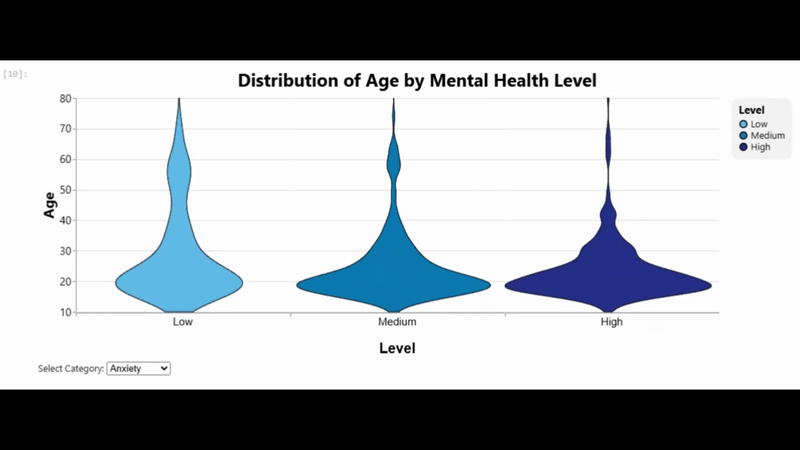 [10]:
Distribution of Age by Mental Health Level
80
70
60
50
40
30
20
10
Age
Low
Medium
High
Level
Level
Low
Medium
High
Select Category: Anxiety